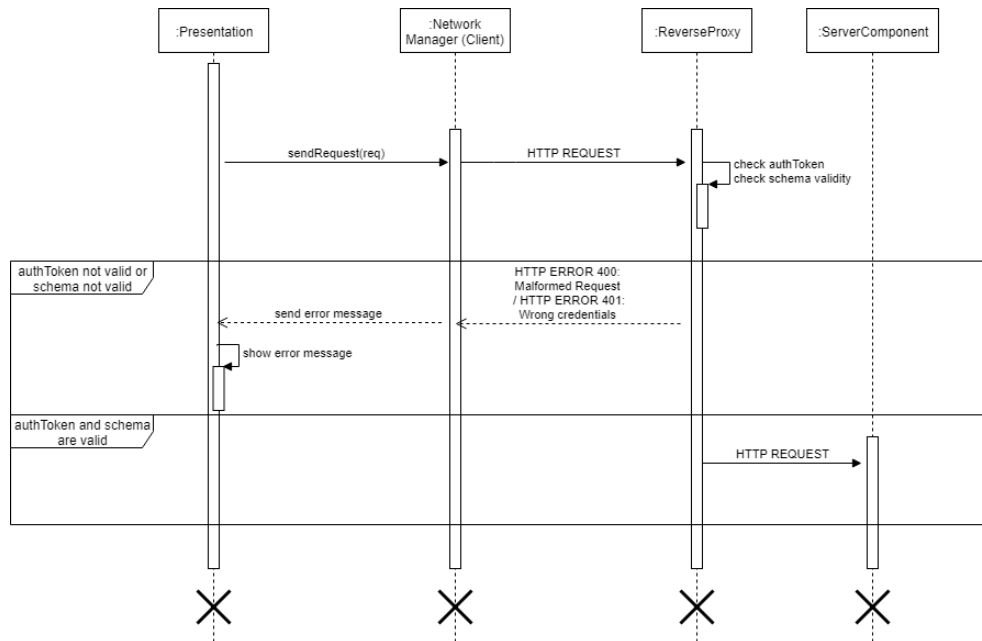 :Presentation
:Network
Manager (Client)
:ReverseProxy
:ServerComponent
sendRequest(req)
HTTP REQUEST
check authToken
check schema validity
authToken not valid or
schema not valid
HTTP ERROR 400:
Malformed Request
/ HTTP ERROR 401:
Wrong credentials
send error message
show error message
authToken and schema
are valid
HTTP REQUEST